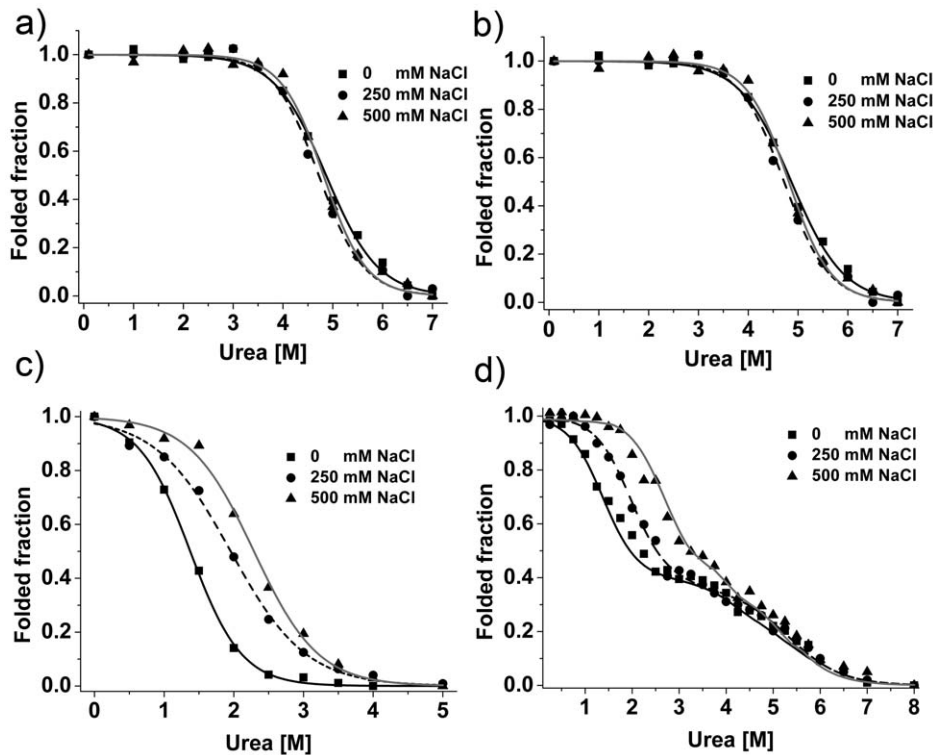 a)
1.0
0.8
0.6
0.4
0.2
0.0
Folded fraction
0 mM NaCl
250 mM NaCl
500 mM NaCl
0 1 2 3 4 5 6 7
Urea [M]
b)
1.0
0.8
0.6
0.4
0.2
0.0
Folded fraction
0 mM NaCl
250 mM NaCl
500 mM NaCl
0 1 2 3 4 5 6 7
Urea [M]
c)
1.0
0.8
0.6
0.4
0.2
0.0
Folded fraction
0 mM NaCl
250 mM NaCl
500 mM NaCl
0 1 2 3 4 5
Urea [M]
d)
1.0
0.8
0.6
0.4
0.2
0.0
Folded fraction
0 mM NaCl
250 mM NaCl
500 mM NaCl
1 2 3 4 5 6 7 8
Urea [M]